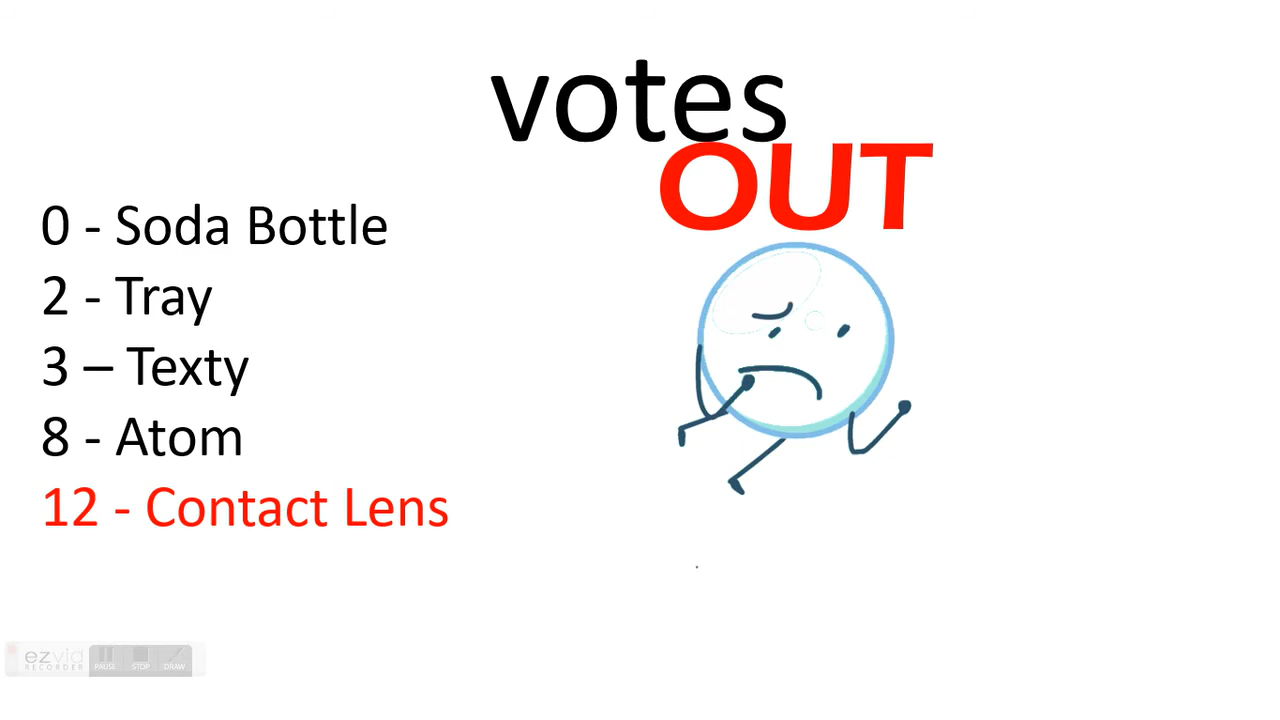 votes
OUT
0 - Soda Bottle
2 - Tray
3 – Texty
8 - Atom
12 - Contact Lens
ezvid
RECORDER
PAUSE STOP DRAW